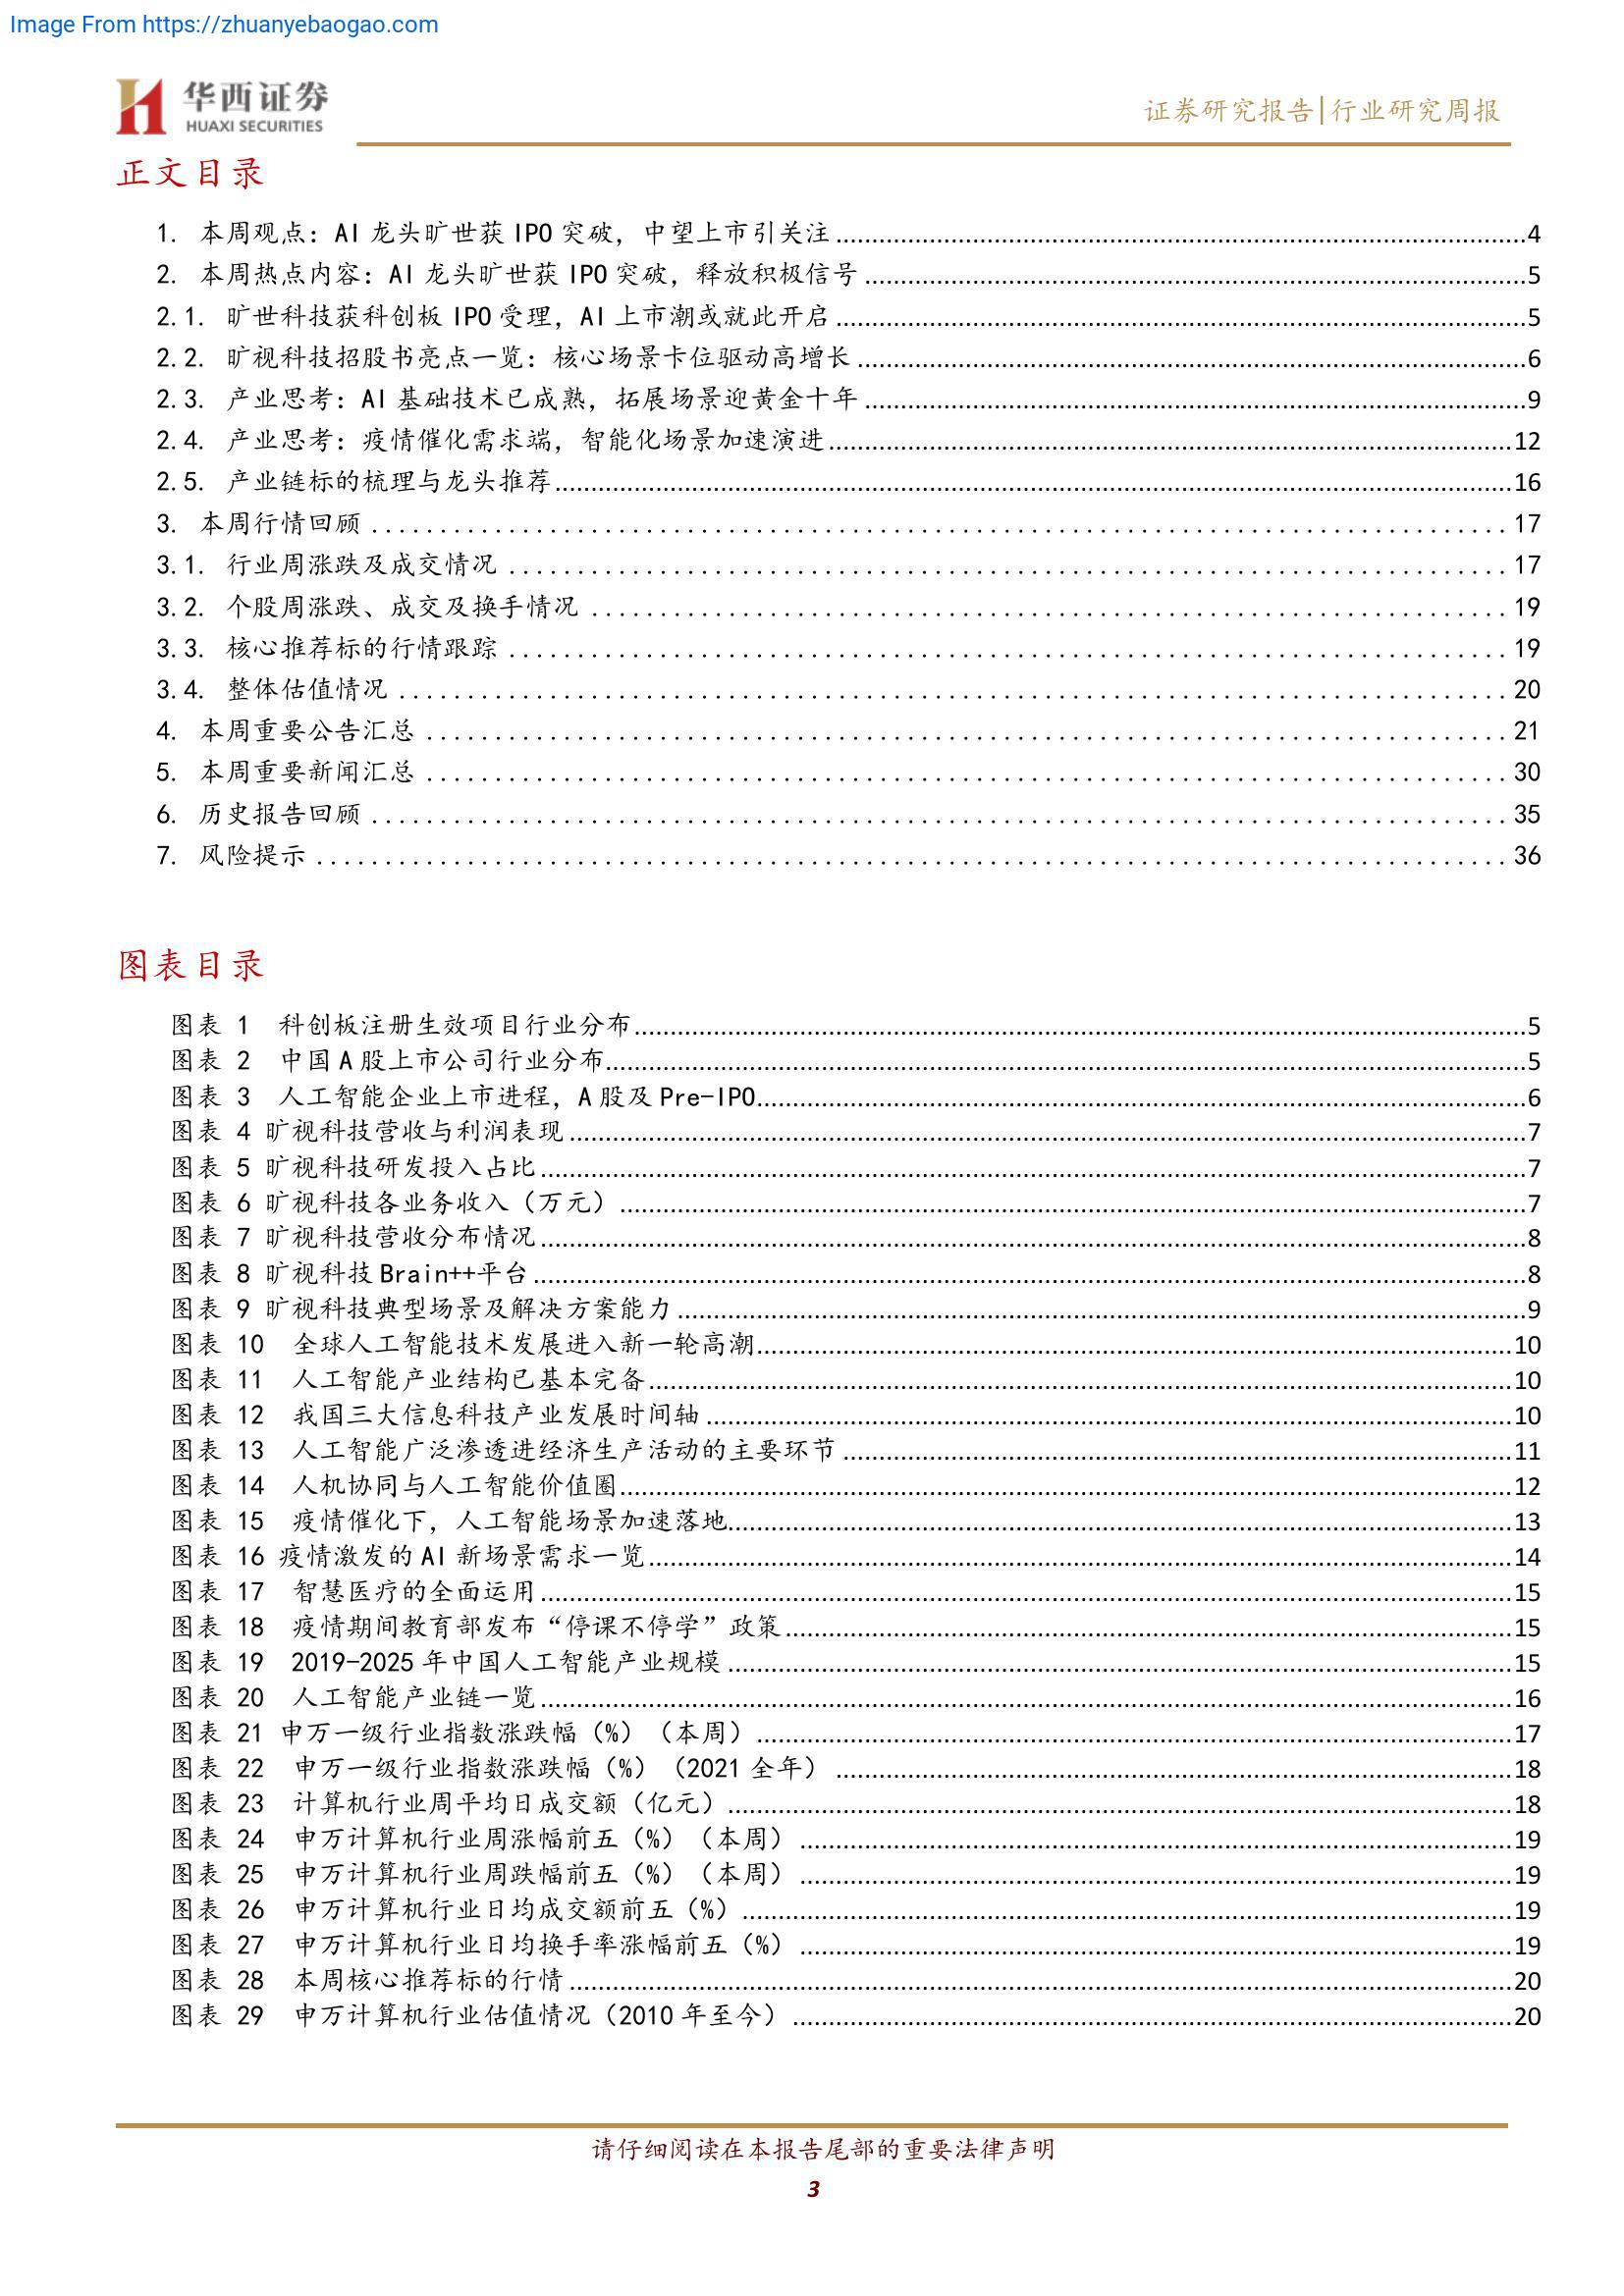 Image From https://zhuanyebaogao.com
华西证券
HUAXI SECURITIES
证券研究报告|行业研究周报
正文目录
1. 本周观点：AI 龙头旷世获 IPO 突破，中望上市引关注 4
2. 本周热点内容：AI 龙头旷世获 IPO 突破，释放积极信号 5
2.1. 旷世科技获科创板 IPO 受理，AI 上市潮或就此开启 5
2.2. 旷视科技招股书亮点一览：核心场景卡位驱动高增长 6
2.3. 产业思考：AI 基础技术已成熟，拓展场景迎黄金十年 9
2.4. 产业思考：疫情催化需求端，智能化场景加速演进 12
2.5. 产业链标的梳理与龙头推荐 16
3. 本周行情回顾 17
3.1. 行业周涨跌及成交情况 17
3.2. 个股周涨跌、成交及换手情况 19
3.3. 核心推荐标的行情跟踪 19
3.4. 整体估值情况 20
4. 本周重要公告汇总 21
5. 本周重要新闻汇总 30
6. 历史报告回顾 35
7. 风险提示 36
图表目录
图表 1 科创板注册生效项目行业分布 5
图表 2 中国 A 股上市公司行业分布 5
图表 3 人工智能企业上市进程，A 股及 Pre-IPO 6
图表 4 旷视科技营收与利润表现 7
图表 5 旷视科技研发投入占比 7
图表 6 旷视科技各业务收入（万元） 7
图表 7 旷视科技营收分布情况 8
图表 8 旷视科技 Brain++平台 8
图表 9 旷视科技典型场景及解决方案能力 9
图表 10 全球人工智能技术发展进入新一轮高潮 10
图表 11 人工智能产业结构已基本完备 10
图表 12 我国三大信息科技产业发展时间轴 10
图表 13 人工智能广泛渗透进经济生产活动的主要环节 11
图表 14 人机协同与人工智能价值圈 12
图表 15 疫情催化下，人工智能场景加速落地 13
图表 16 疫情激发的 AI 新场景需求一览 14
图表 17 智慧医疗的全面运用 15
图表 18 疫情期间教育部发布“停课不停学”政策 15
图表 19 2019-2025 年中国人工智能产业规模 15
图表 20 人工智能产业链一览 16
图表 21 申万一级行业指数涨跌幅（%）（本周） 17
图表 22 申万一级行业指数涨跌幅（%）（2021 全年） 18
图表 23 计算机行业周平均日成交额（亿元） 18
图表 24 申万计算机行业周涨幅前五（%）（本周） 19
图表 25 申万计算机行业周跌幅前五（%）（本周） 19
图表 26 申万计算机行业日均成交额前五（%） 19
图表 27 申万计算机行业日均换手率涨幅前五（%） 19
图表 28 本周核心推荐标的行情 20
图表 29 申万计算机行业估值情况（2010 年至今） 20
请仔细阅读在本报告尾部的重要法律声明
3